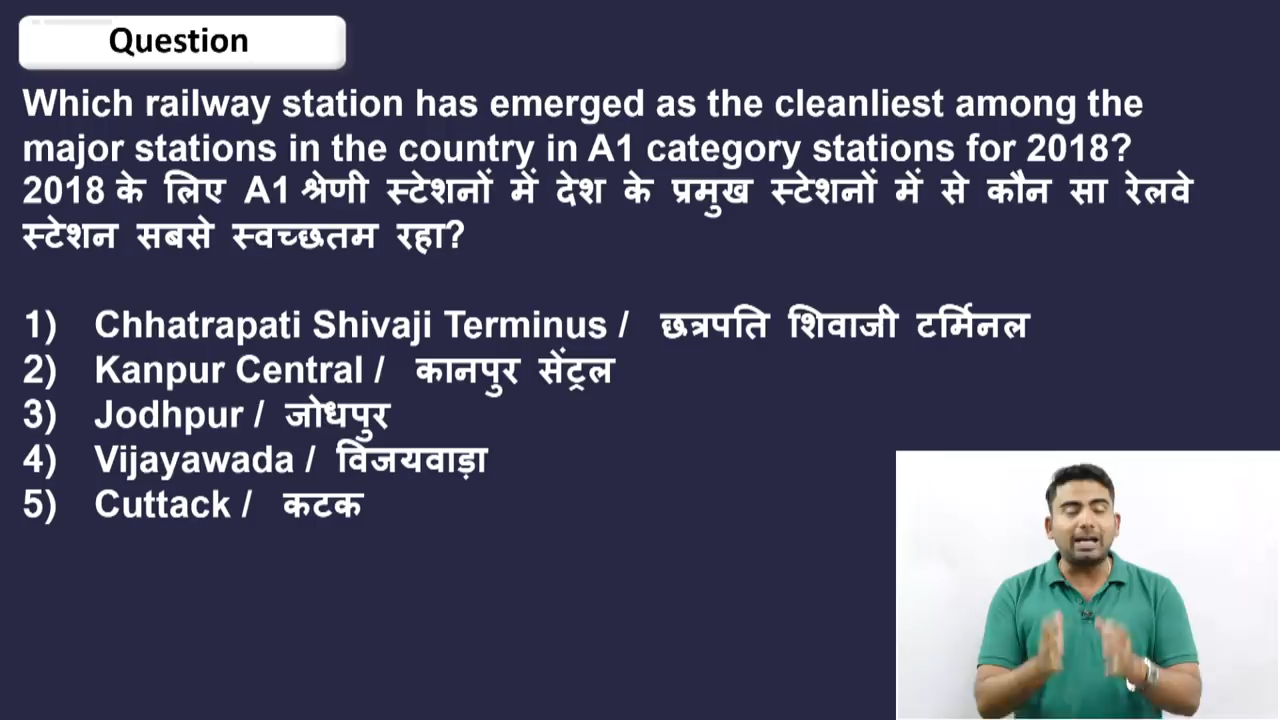 Question
Which railway station has emerged as the cleanliest among the
major stations in the country in A1 category stations for 2018?
2018 के लिए A1 श्रेणी स्टेशनों में देश के प्रमुख स्टेशनों में से कौन सा रेलवे
स्टेशन सबसे स्वच्छतम रहा?
1) Chhatrapati Shivaji Terminus / छत्रपति शिवाजी टर्मिनल
2) Kanpur Central / कानपुर सेंट्रल
3) Jodhpur / जोधपुर
4) Vijayawada / विजयवाड़ा
5) Cuttack / कटक